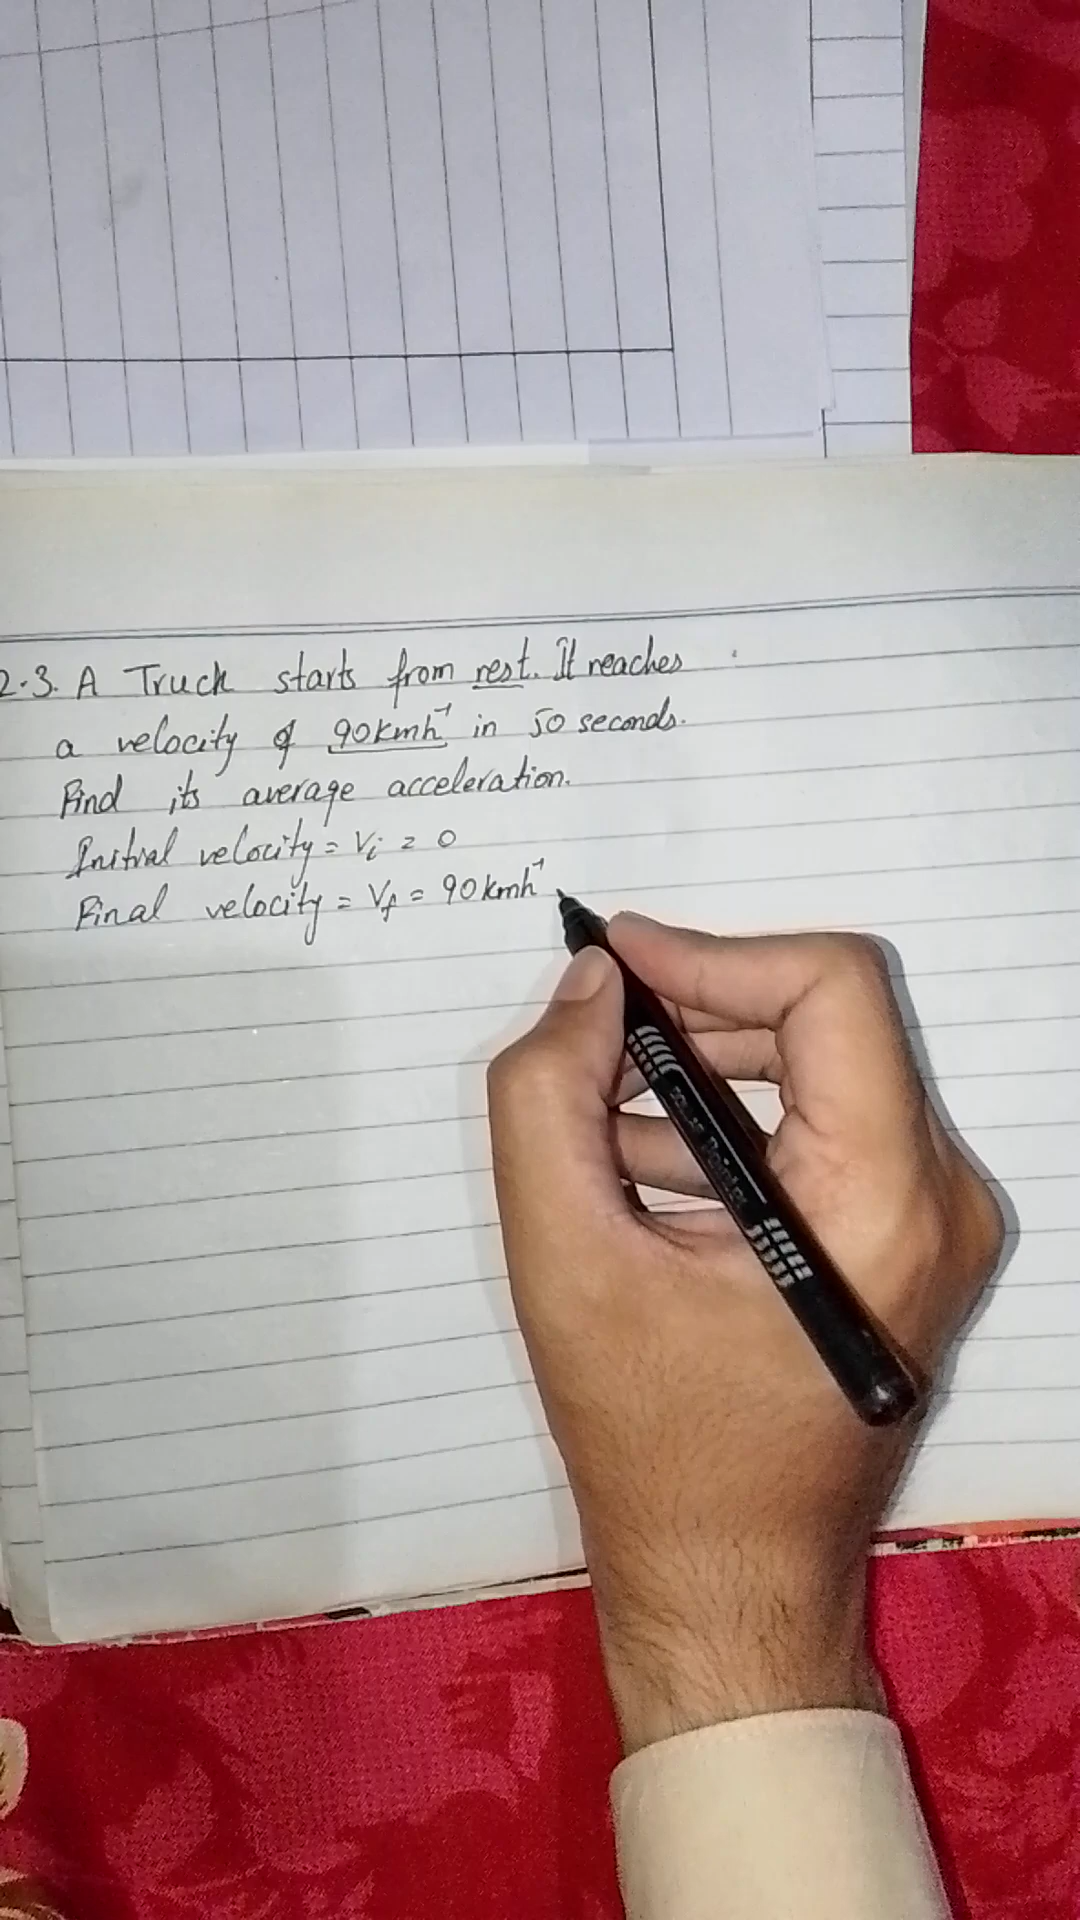 2.3. A Truck starts from rest. It reaches
a velocity of 90kmh⁻¹ in 50 seconds.
Find its average acceleration.
Initial velocity = Vi = 0
Final velocity = Vf = 90kmh⁻¹